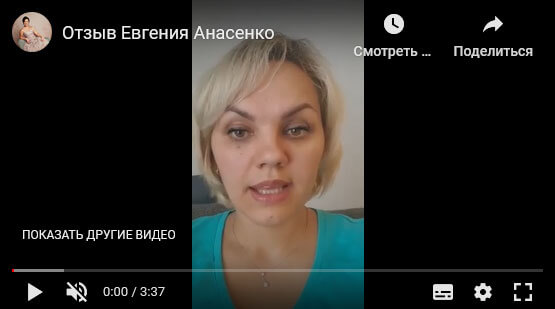 Отзыв Евгения Анасенко
Смотреть ...
Поделиться
ПОКАЗАТЬ ДРУГИЕ ВИДЕО
0:00 / 3:37